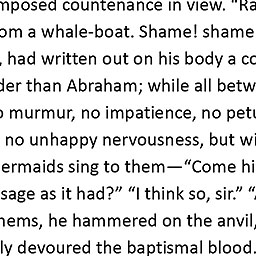 mposed countenance in view. "Ra
om a whale-boat. Shame! shame
, had written out on his body a co
der than Abraham; while all betw
murmur, no impatience, no petu
no unhappy nervousness, but wi
ermaids sing to them—“Come hi
sage as it had?” “I think so, sir.” “
hems, he hammered on the anvil,
ly devoured the baptismal blood.